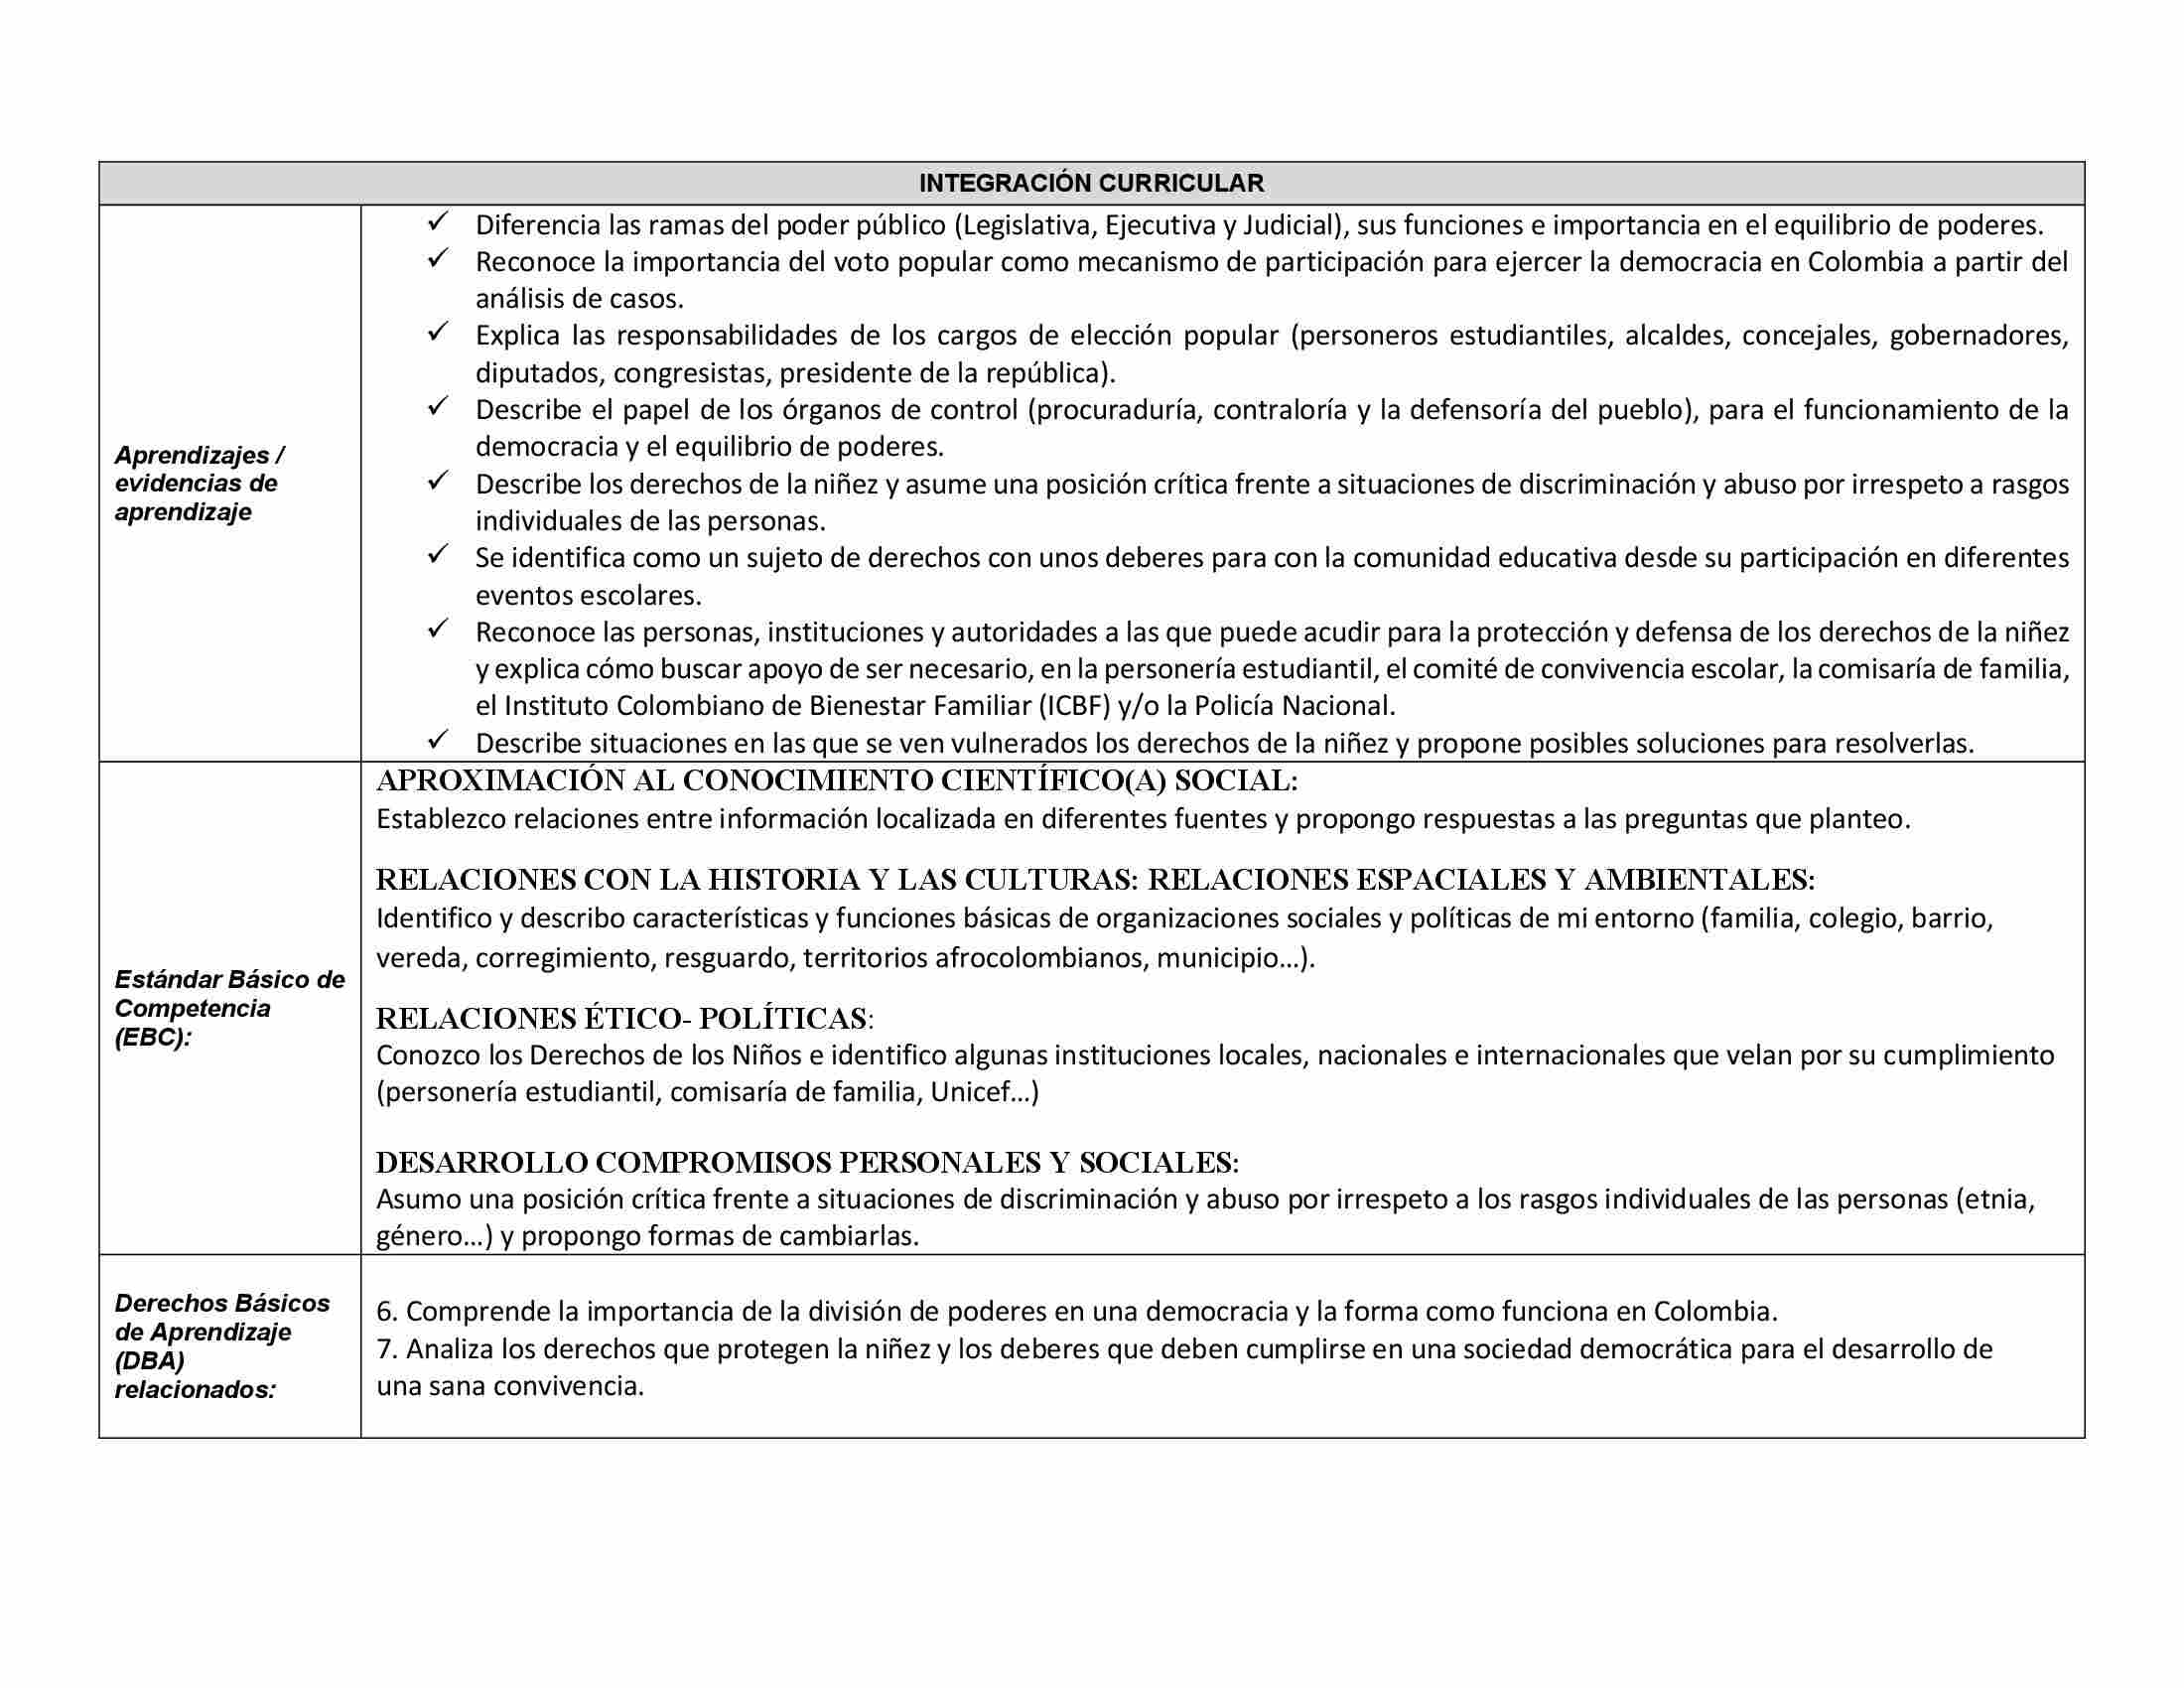 INTEGRACIÓN CURRICULAR
Aprendizajes /
evidencias de
aprendizaje
✓ Diferencia las ramas del poder público (Legislativa, Ejecutiva y Judicial), sus funciones e importancia en el equilibrio de poderes.
✓ Reconoce la importancia del voto popular como mecanismo de participación para ejercer la democracia en Colombia a partir del
análisis de casos.
✓ Explica las responsabilidades de los cargos de elección popular (personeros estudiantiles, alcaldes, concejales, gobernadores,
diputados, congresistas, presidente de la república).
✓ Describe el papel de los órganos de control (procuraduría, contraloría y la defensoría del pueblo), para el funcionamiento de la
democracia y el equilibrio de poderes.
✓ Describe los derechos de la niñez y asume una posición crítica frente a situaciones de discriminación y abuso por irrespeto a rasgos
individuales de las personas.
✓ Se identifica como un sujeto de derechos con unos deberes para con la comunidad educativa desde su participación en diferentes
eventos escolares.
✓ Reconoce las personas, instituciones y autoridades a las que puede acudir para la protección y defensa de los derechos de la niñez
y explica cómo buscar apoyo de ser necesario, en la personería estudiantil, el comité de convivencia escolar, la comisaría de familia,
el Instituto Colombiano de Bienestar Familiar (ICBF) y/o la Policía Nacional.
✓ Describe situaciones en las que se ven vulnerados los derechos de la niñez y propone posibles soluciones para resolverlas.
Estándar Básico de
Competencia
(EBC):
APROXIMACIÓN AL CONOCIMIENTO CIENTÍFICO(A) SOCIAL:
Establezco relaciones entre información localizada en diferentes fuentes y propongo respuestas a las preguntas que planteo.
RELACIONES CON LA HISTORIA Y LAS CULTURAS: RELACIONES ESPACIALES Y AMBIENTALES:
Identifico y describo características y funciones básicas de organizaciones sociales y políticas de mi entorno (familia, colegio, barrio,
vereda, corregimiento, resguardo, territorios afrocolombianos, municipio…).
RELACIONES ÉTICO- POLÍTICAS:
Conozco los Derechos de los Niños e identifico algunas instituciones locales, nacionales e internacionales que velan por su cumplimiento
(personería estudiantil, comisaría de familia, Unicef…)
DESARROLLO COMPROMISOS PERSONALES Y SOCIALES:
Asumo una posición crítica frente a situaciones de discriminación y abuso por irrespeto a los rasgos individuales de las personas (etnia,
género…) y propongo formas de cambiarlas.
Derechos Básicos
de Aprendizaje
(DBA)
relacionados:
6. Comprende la importancia de la división de poderes en una democracia y la forma como funciona en Colombia.
7. Analiza los derechos que protegen la niñez y los deberes que deben cumplirse en una sociedad democrática para el desarrollo de
una sana convivencia.